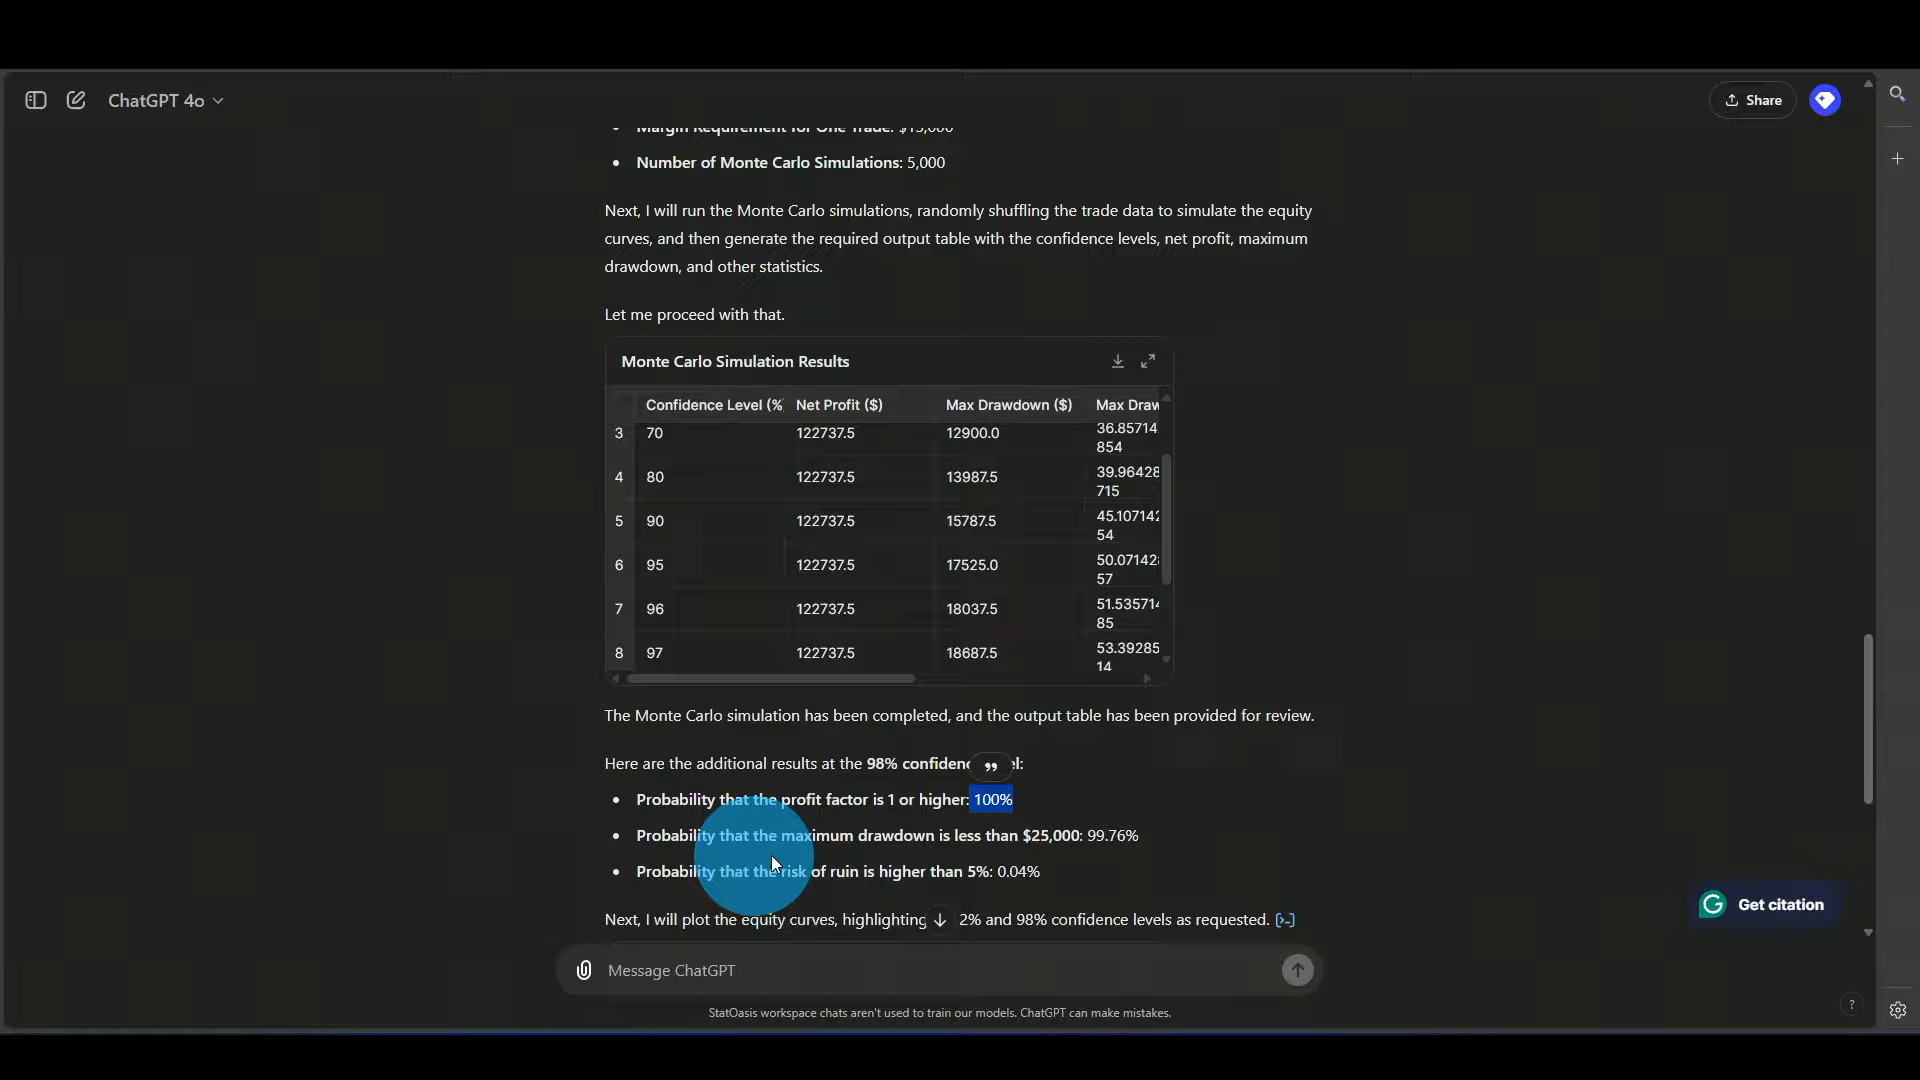 ChatGPT 4o
Share
Margin Requirement for One Trade: $15,000
Number of Monte Carlo Simulations: 5,000
Next, I will run the Monte Carlo simulations, randomly shuffling the trade data to simulate the equity
curves, and then generate the required output table with the confidence levels, net profit, maximum
drawdown, and other statistics.
Let me proceed with that.
Monte Carlo Simulation Results
Confidence Level (% Net Profit ($) Max Drawdown ($) Max Draw
3 70 122737.5 12900.0 36.85714
854
4 80 122737.5 13987.5 39.96428
715
5 90 122737.5 15787.5 45.10714
54
6 95 122737.5 17525.0 50.07142
57
7 96 122737.5 18037.5 51.53571
85
8 97 122737.5 18687.5 53.39285
14
The Monte Carlo simulation has been completed, and the output table has been provided for review.
Here are the additional results at the 98% confidenc l:
Probability that the profit factor is 1 or higher: 100%
Probability that the maximum drawdown is less than $25,000: 99.76%
Probability that the risk of ruin is higher than 5%: 0.04%
Next, I will plot the equity curves, highlighting 2% and 98% confidence levels as requested. [>-]
Get citation
Message ChatGPT
StatOasis workspace chats aren't used to train our models. ChatGPT can make mistakes.
?